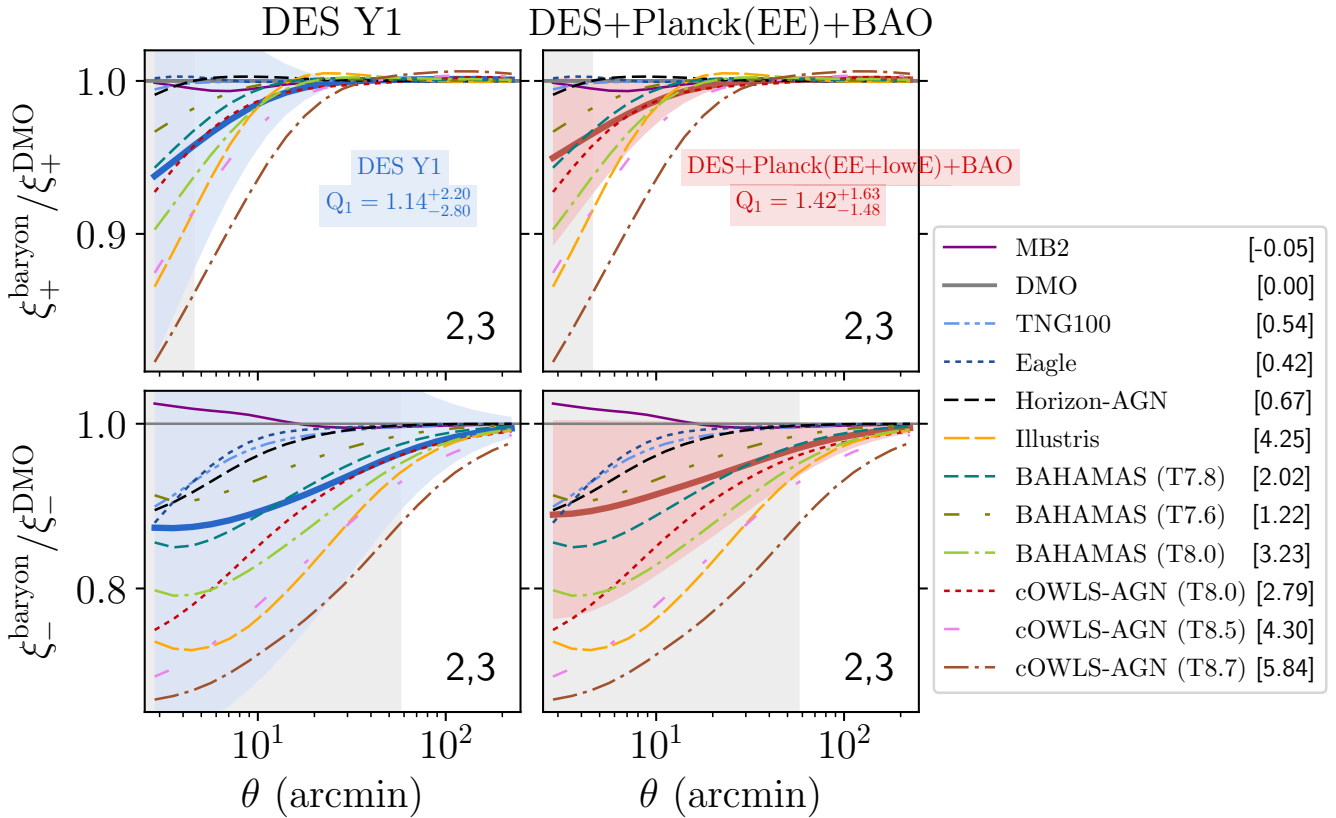 DES Y1
DES+Planck(EE)+BAO
ξ₊^baryon/ξ₊^DMO
1.0
0.9
DES Y1
Q₁ = 1.14^{+2.20}_{-2.80}
2,3
DES+Planck(EE+lowE)+BAO
Q₁ = 1.42^{+1.63}_{-1.48}
2,3
ξ₋^baryon/ξ₋^DMO
1.0
0.8
2,3
2,3
10¹ 10²
10¹ 10²
θ (arcmin)
θ (arcmin)
MB2 [-0.05]
DMO [0.00]
TNG100 [0.54]
Eagle [0.42]
Horizon-AGN [0.67]
Illustris [4.25]
BAHAMAS (T7.8) [2.02]
BAHAMAS (T7.6) [1.22]
BAHAMAS (T8.0) [3.23]
cOWLS-AGN (T8.0) [2.79]
cOWLS-AGN (T8.5) [4.30]
cOWLS-AGN (T8.7) [5.84]